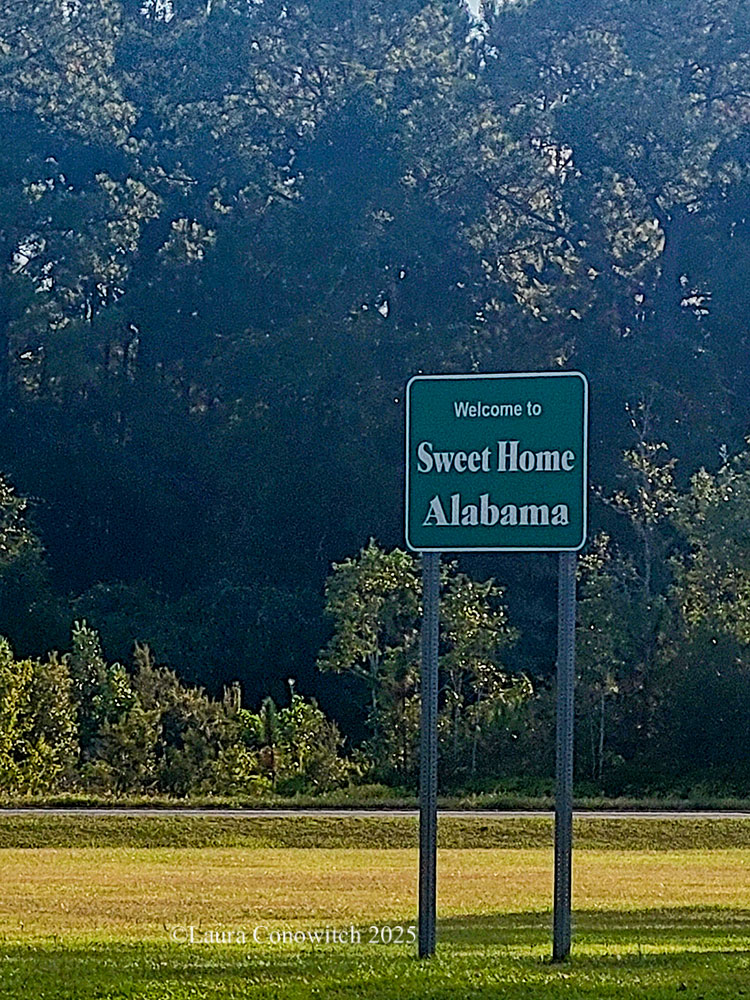 Welcome to
Sweet Home
Alabama
©Laura Conowitch 2025